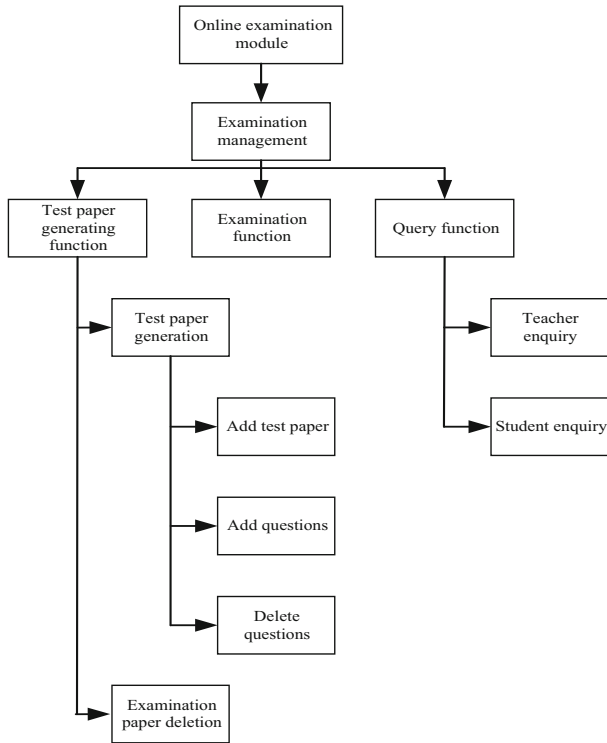 Online examination
module
Examination
management
Test paper
generating
function
Examination
function
Query function
Test paper
generation
Teacher
enquiry
Add test paper
Student enquiry
Add questions
Delete
questions
Examination
paper deletion